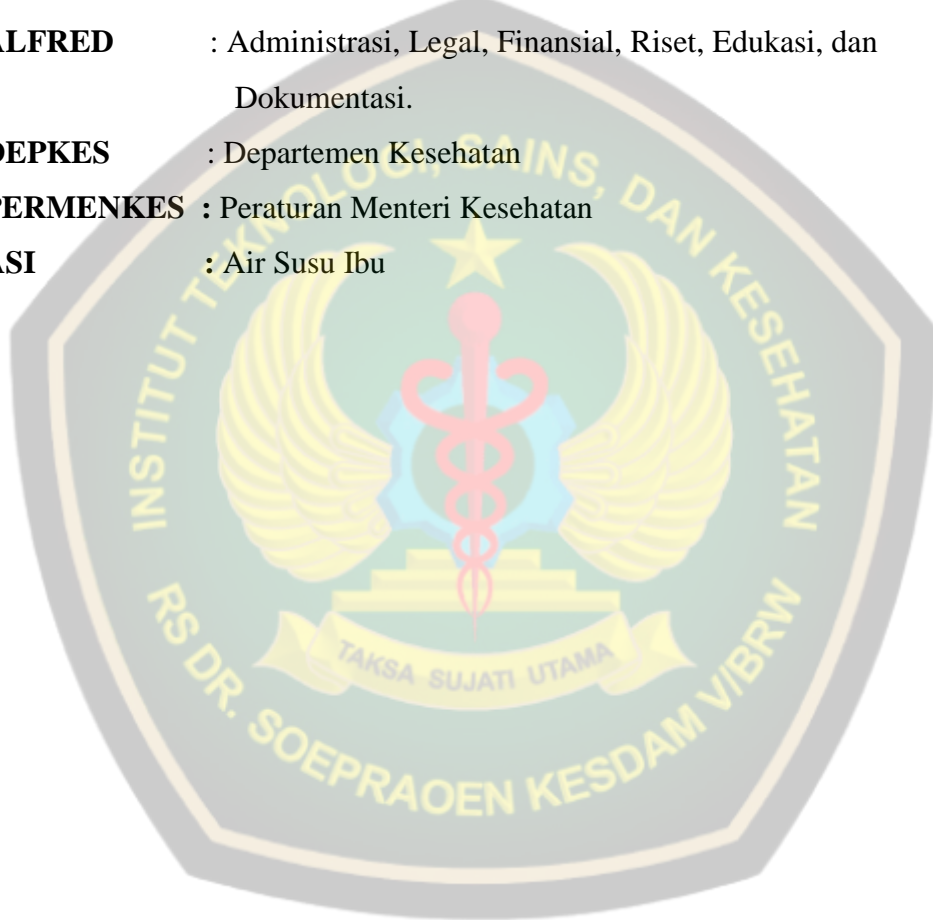 ALFRED : Administrasi, Legal, Finansial, Riset, Edukasi, dan
Dokumentasi.
DEPKES : Departemen Kesehatan
PERMENKES : Peraturan Menteri Kesehatan
ASI : Air Susu Ibu
INSTITUT TEKNOLOGI, SAINS, DAN KESEHATAN
TAKSA SUJATI UTAMA
RS DR. SOEPRAOEN KESDAM V/BRW